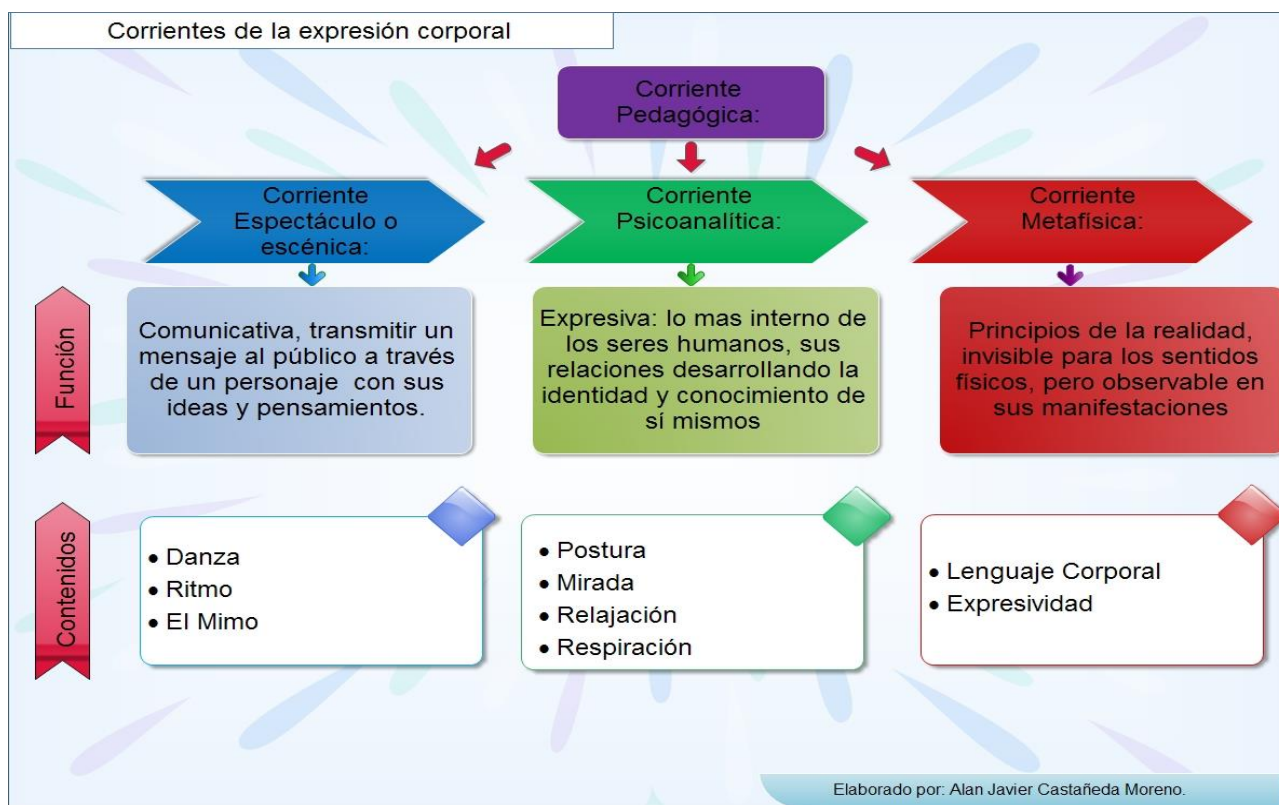 Corrientes de la expresión corporal
Corriente
Pedagógica:
Corriente
Espectáculo o
escénica:
Corriente
Psicoanalítica:
Corriente
Metafísica:
Función
Comunicativa, transmitir un
mensaje al público a través
de un personaje con sus
ideas y pensamientos.
Expresiva: lo mas interno de
los seres humanos, sus
relaciones desarrollando la
identidad y conocimiento de
sí mismos
Principios de la realidad,
invisible para los sentidos
físicos, pero observable en
sus manifestaciones
Contenidos
• Danza
• Ritmo
• El Mimo
• Postura
• Mirada
• Relajación
• Respiración
• Lenguaje Corporal
• Expresividad
Elaborado por: Alan Javier Castañeda Moreno.